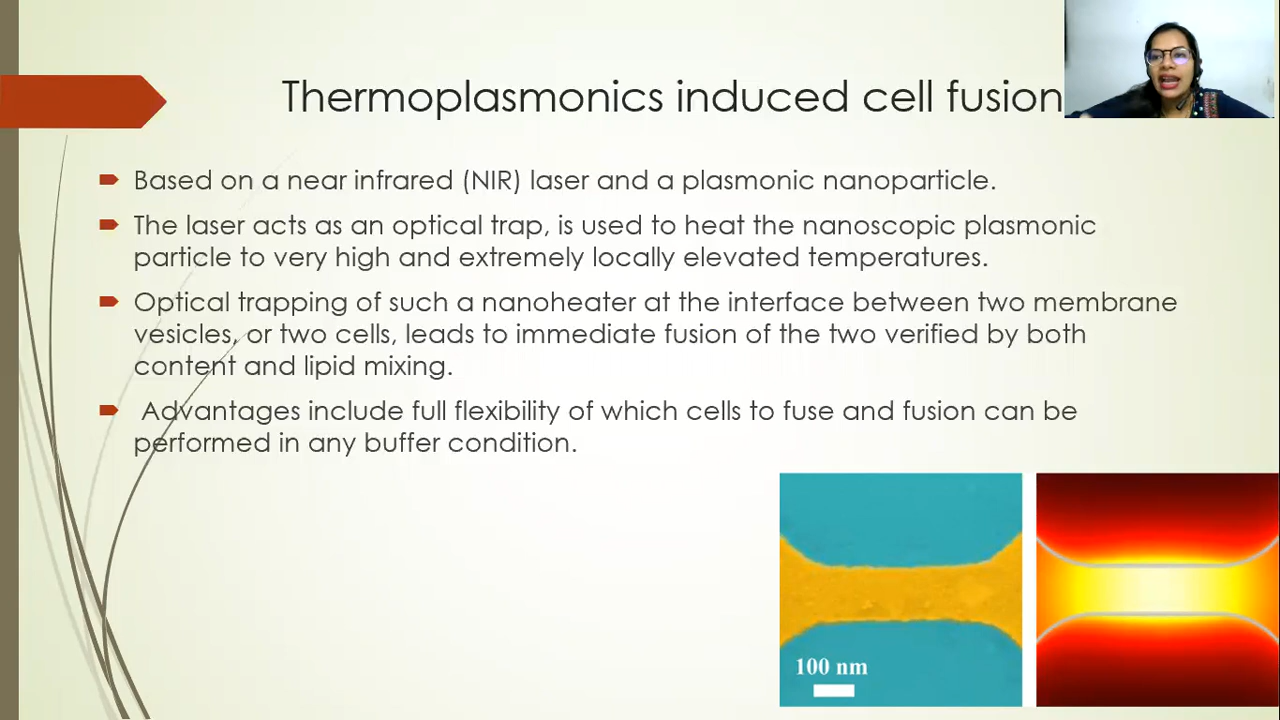 Thermoplasmonics induced cell fusion
Based on a near infrared (NIR) laser and a plasmonic nanoparticle.
The laser acts as an optical trap, is used to heat the nanoscopic plasmonic
particle to very high and extremely locally elevated temperatures.
Optical trapping of such a nanoheater at the interface between two membrane
vesicles, or two cells, leads to immediate fusion of the two verified by both
content and lipid mixing.
Advantages include full flexibility of which cells to fuse and fusion can be
performed in any buffer condition.
100 nm